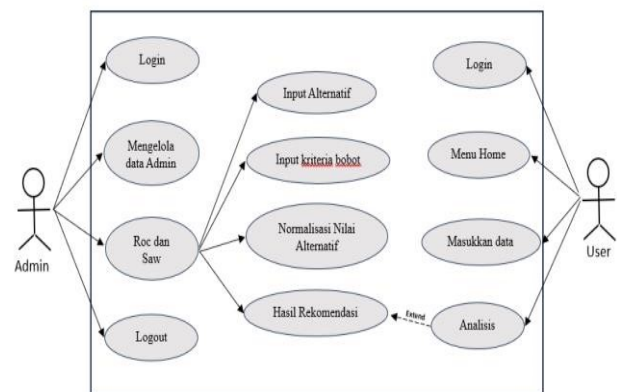 Login
Mengelola
data Admin
Roc dan
Saw
Logout
Admin
Input Alternatif
Input kriteria bobot
Normalisasi Nilai
Alternatif
Hasil Rekomendasi
Extend
Login
Menu Home
Masukkan data
Analisis
User